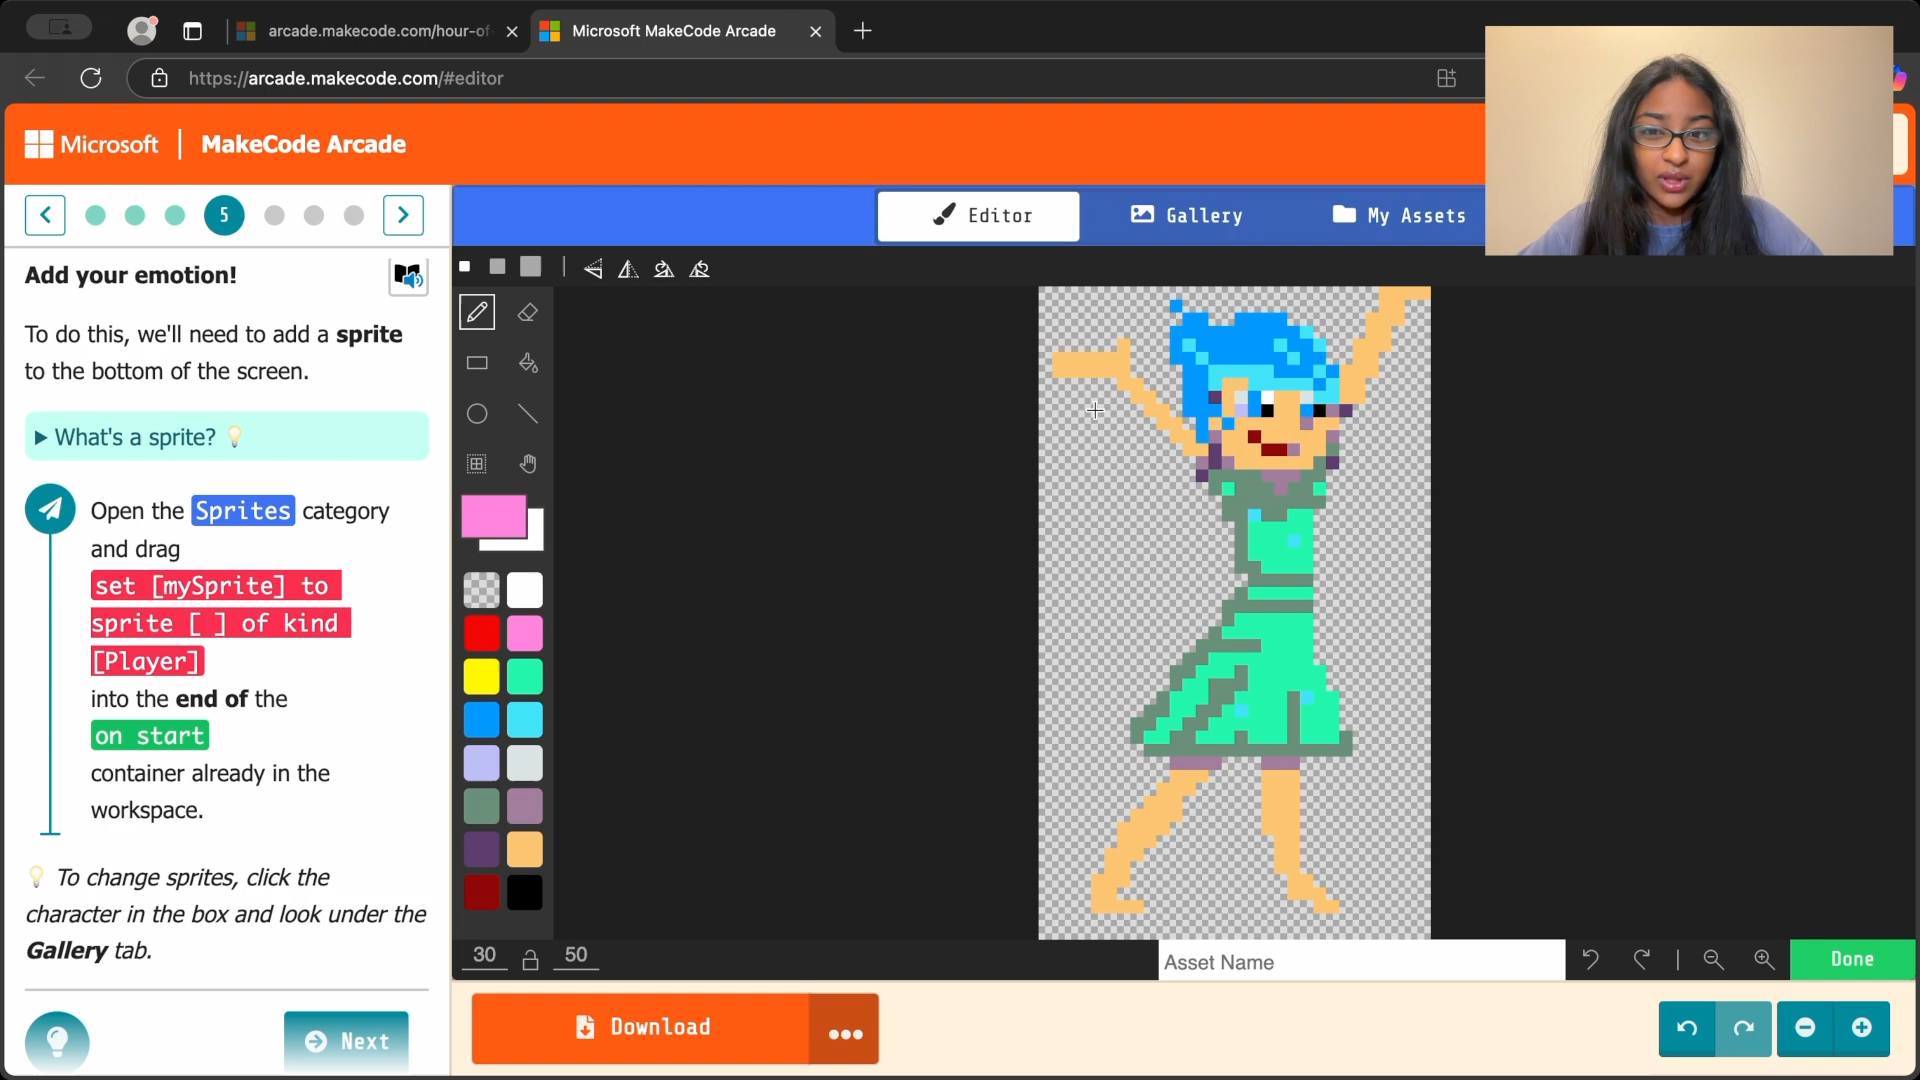 arcade.makecode.com/hour-of-
Microsoft MakeCode Arcade
https://arcade.makecode.com/#editor
Microsoft | MakeCode Arcade
5
Editor
Gallery
My Assets
Add your emotion!
To do this, we'll need to add a sprite
to the bottom of the screen.
What's a sprite?
Open the Sprites category
and drag
set [mySprite] to
sprite [ ] of kind
[Player]
into the end of the
on start
container already in the
workspace.
To change sprites, click the
character in the box and look under the
Gallery tab.
Next
30
50
Asset Name
Done
Download